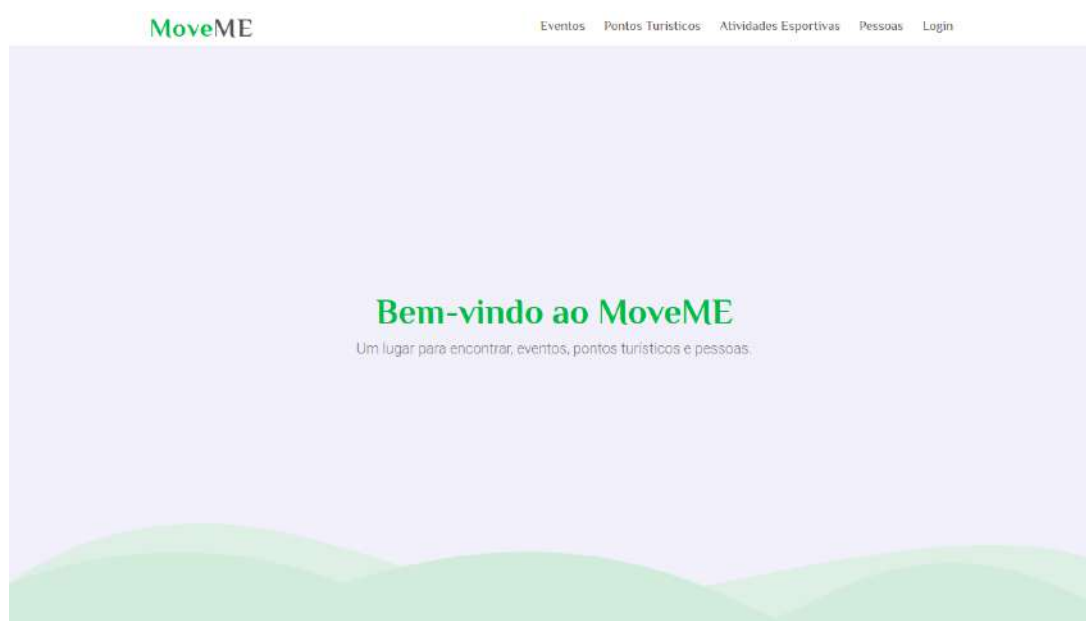 MoveME
Eventos Pontos Turísticos Atividades Esportivas Pessoas Login
Bem-vindo ao MoveME
Um lugar para encontrar, eventos, pontos turísticos e pessoas.